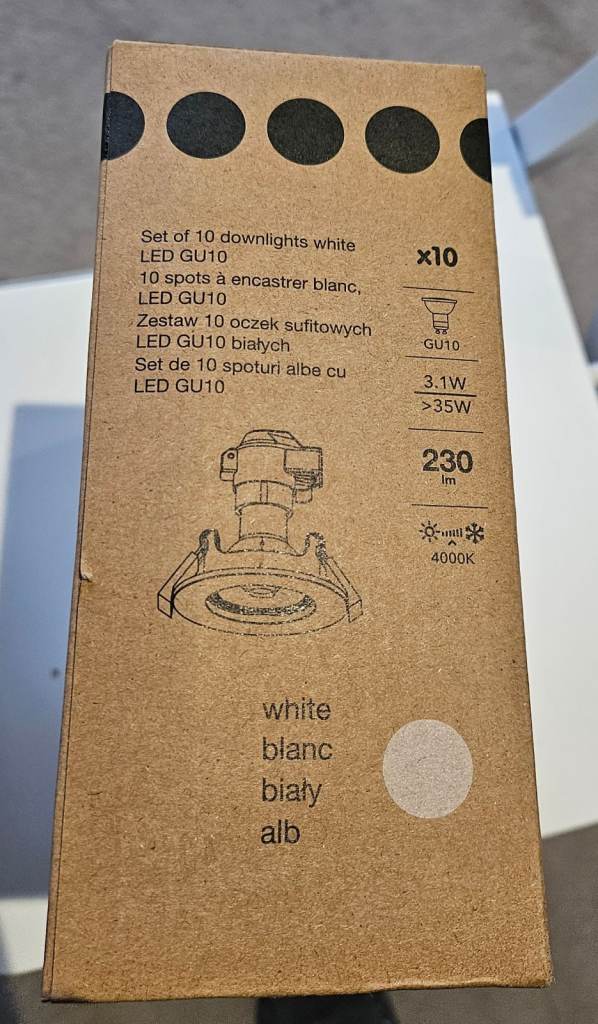 Set of 10 downlights white
LED GU10
10 spots à encastrer blanc,
LED GU10
Zestaw 10 oczek sufitowych
LED GU10 białych
Set de 10 spoturi albe cu
LED GU10
x10
GU10
3.1W
>35W
230
lm
4000K
white
blanc
biały
alb